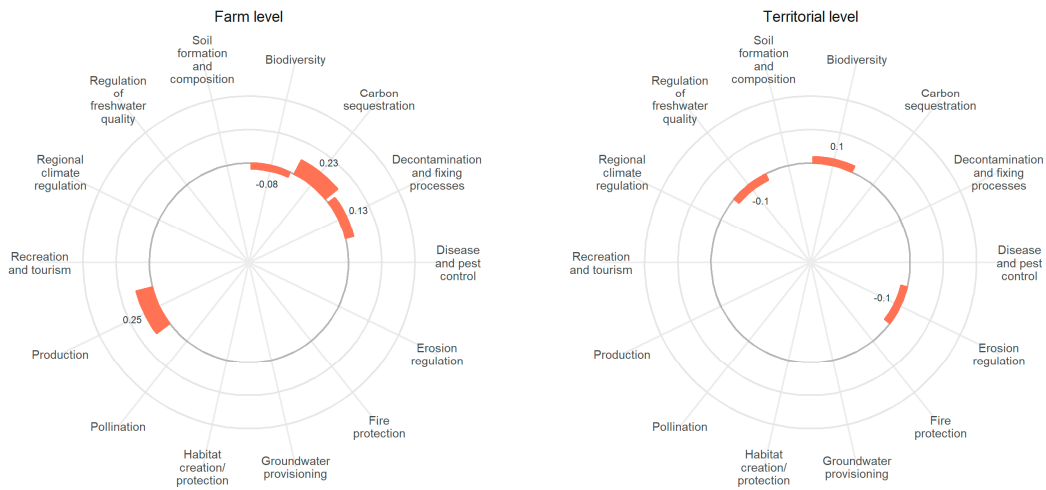 Farm level
Soil
formation
and
composition
Biodiversity
Carbon
sequestration
Decontamination
and fixing
processes
Disease
and pest
control
Erosion
regulation
Fire
protection
Groundwater
provisioning
Habitat
creation/
protection
Pollination
Production
Recreation
and tourism
Regional
climate
regulation
Regulation
of
freshwater
quality
-0.08
0.23
0.13
0.25
Territorial level
Soil
formation
and
composition
Biodiversity
Carbon
sequestration
Decontamination
and fixing
processes
Disease
and pest
control
Erosion
regulation
Fire
protection
Groundwater
provisioning
Habitat
creation/
protection
Pollination
Production
Recreation
and tourism
Regional
climate
regulation
Regulation
of
freshwater
quality
0.1
-0.1
-0.1